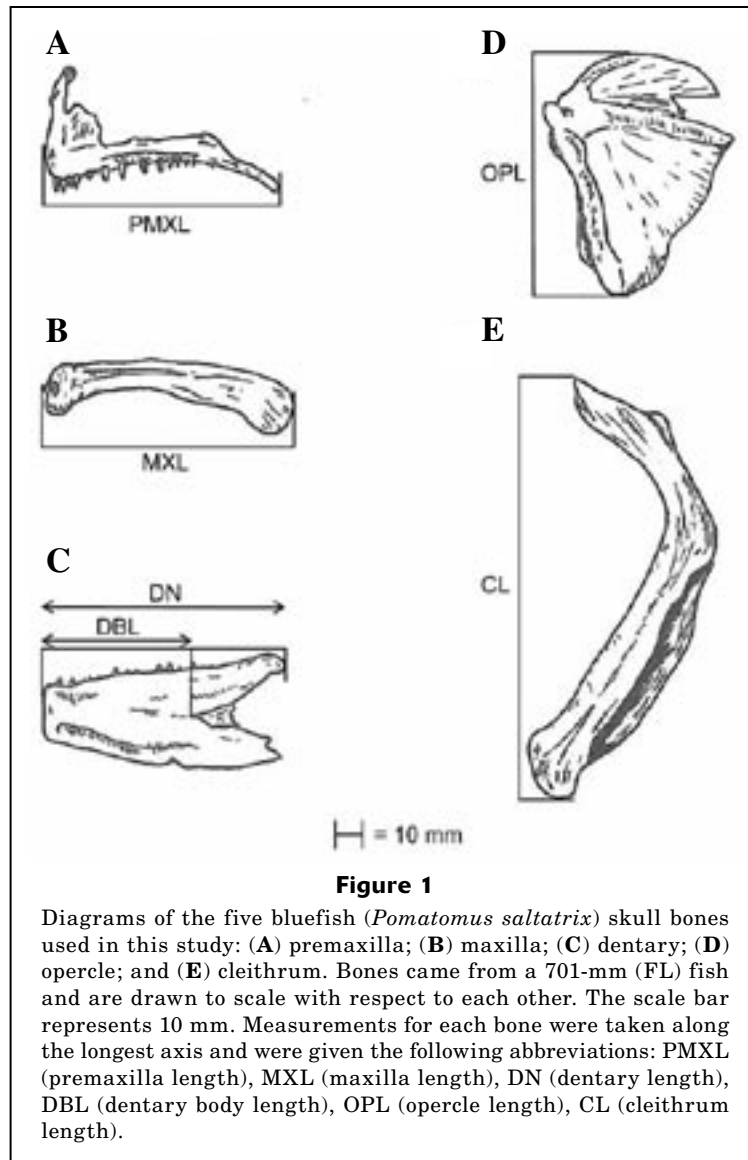 A
PMXL
B
MXL
C
DN
DBL
D
OPL
E
CL
= 10 mm
Figure 1
Diagrams of the five bluefish (Pomatomus saltatrix) skull bones
used in this study: (A) premaxilla; (B) maxilla; (C) dentary; (D)
opercle; and (E) cleithrum. Bones came from a 701-mm (FL) fish
and are drawn to scale with respect to each other. The scale bar
represents 10 mm. Measurements for each bone were taken along
the longest axis and were given the following abbreviations: PMXL
(premaxilla length), MXL (maxilla length), DN (dentary length),
DBL (dentary body length), OPL (opercle length), CL (cleithrum
length).